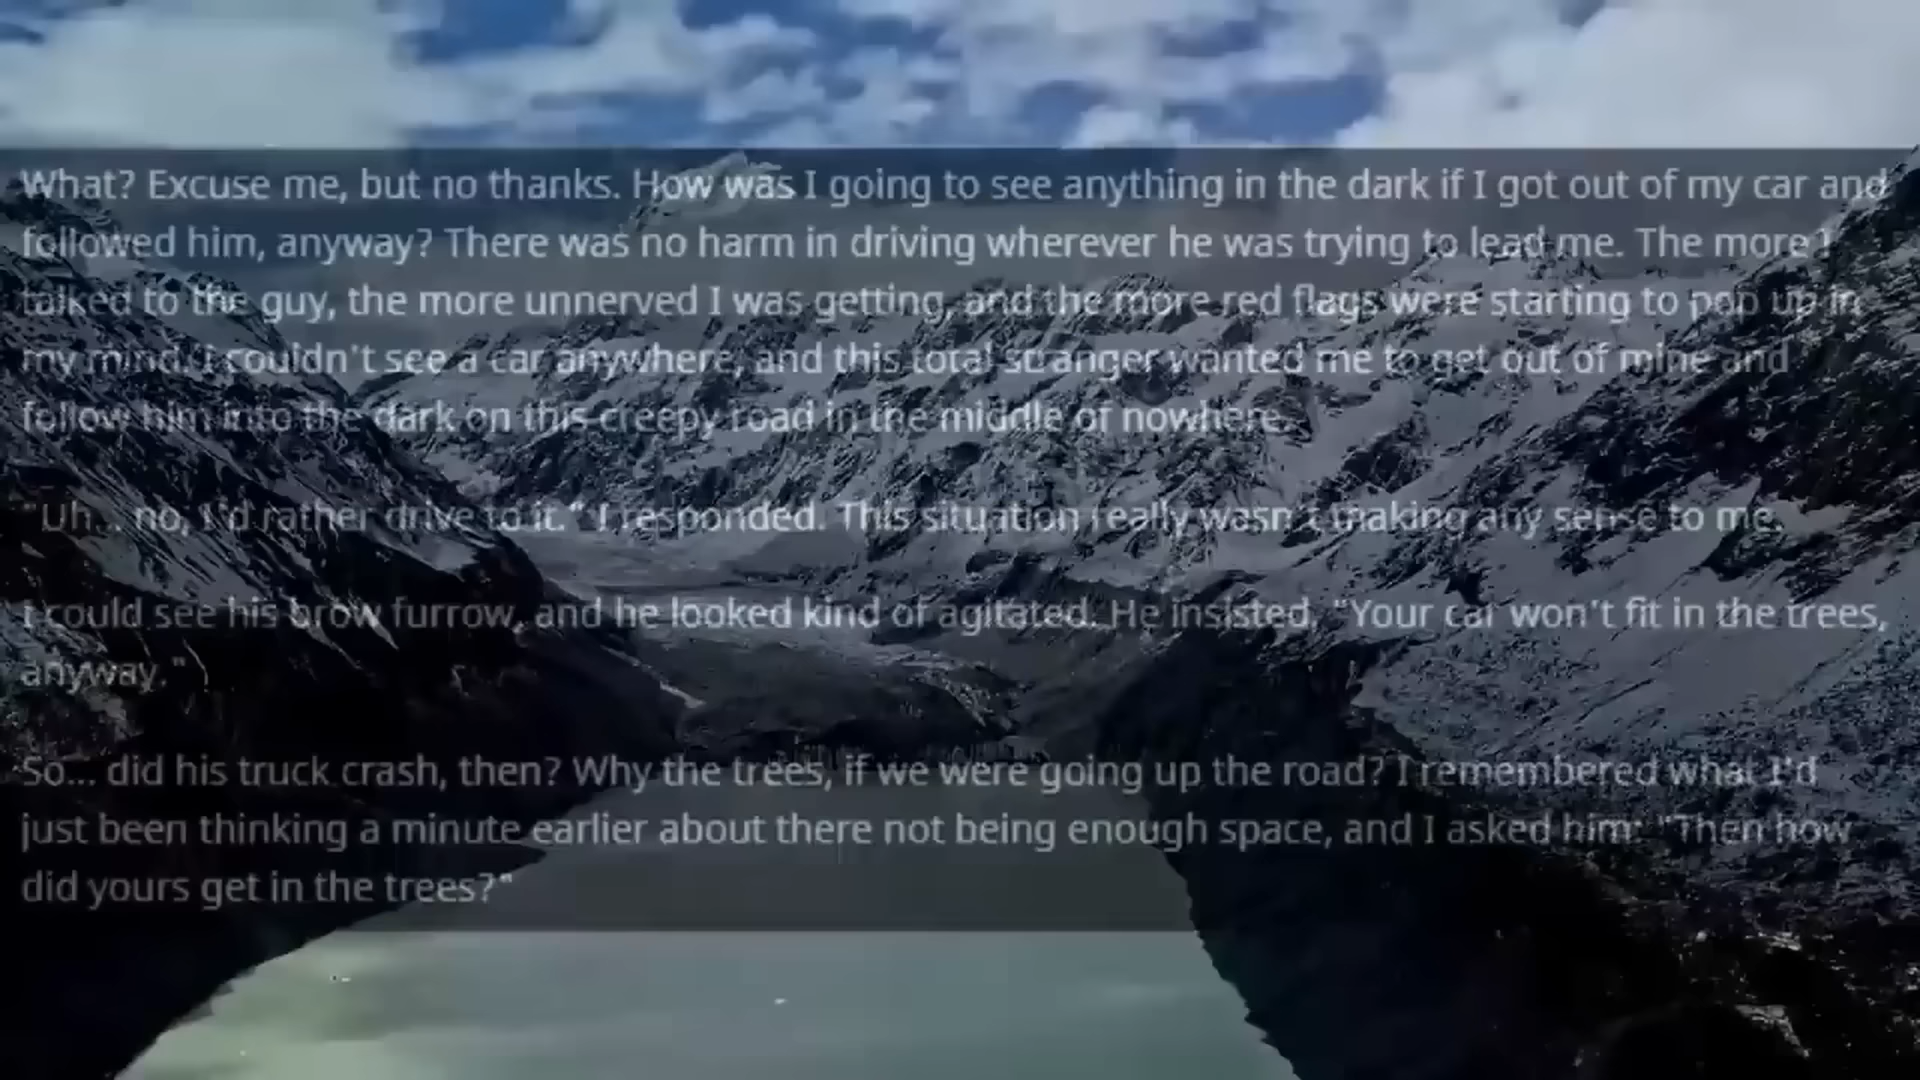 What? Excuse me, but no thanks. How was I going to see anything in the dark if I got out of my car and
followed him, anyway? There was no harm in driving wherever he was trying to lead me. The more I
talked to the guy, the more unnerved I was getting, and the more red flags were starting to pop up in
my mind. I couldn't see a car anywhere, and this total stranger wanted me to get out of mine and
follow him into the dark on this creepy road in the middle of nowhere.
"Uh... no, I'd rather drive to it." I responded. This situation really wasn't making any sense to me.
I could see his brow furrow, and he looked kind of agitated. He insisted, "Your car won't fit in the trees,
anyway."
So... did his truck crash, then? Why the trees, if we were going up the road? I remembered what I'd
just been thinking a minute earlier about there not being enough space, and I asked him: "Then how
did yours get in the trees?"